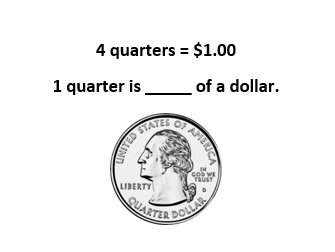 4 quarters = $1.00
1 quarter is _____ of a dollar.
UNITED STATES OF AMERICA
LIBERTY
IN
GOD WE
TRUST
D
QUARTER DOLLAR